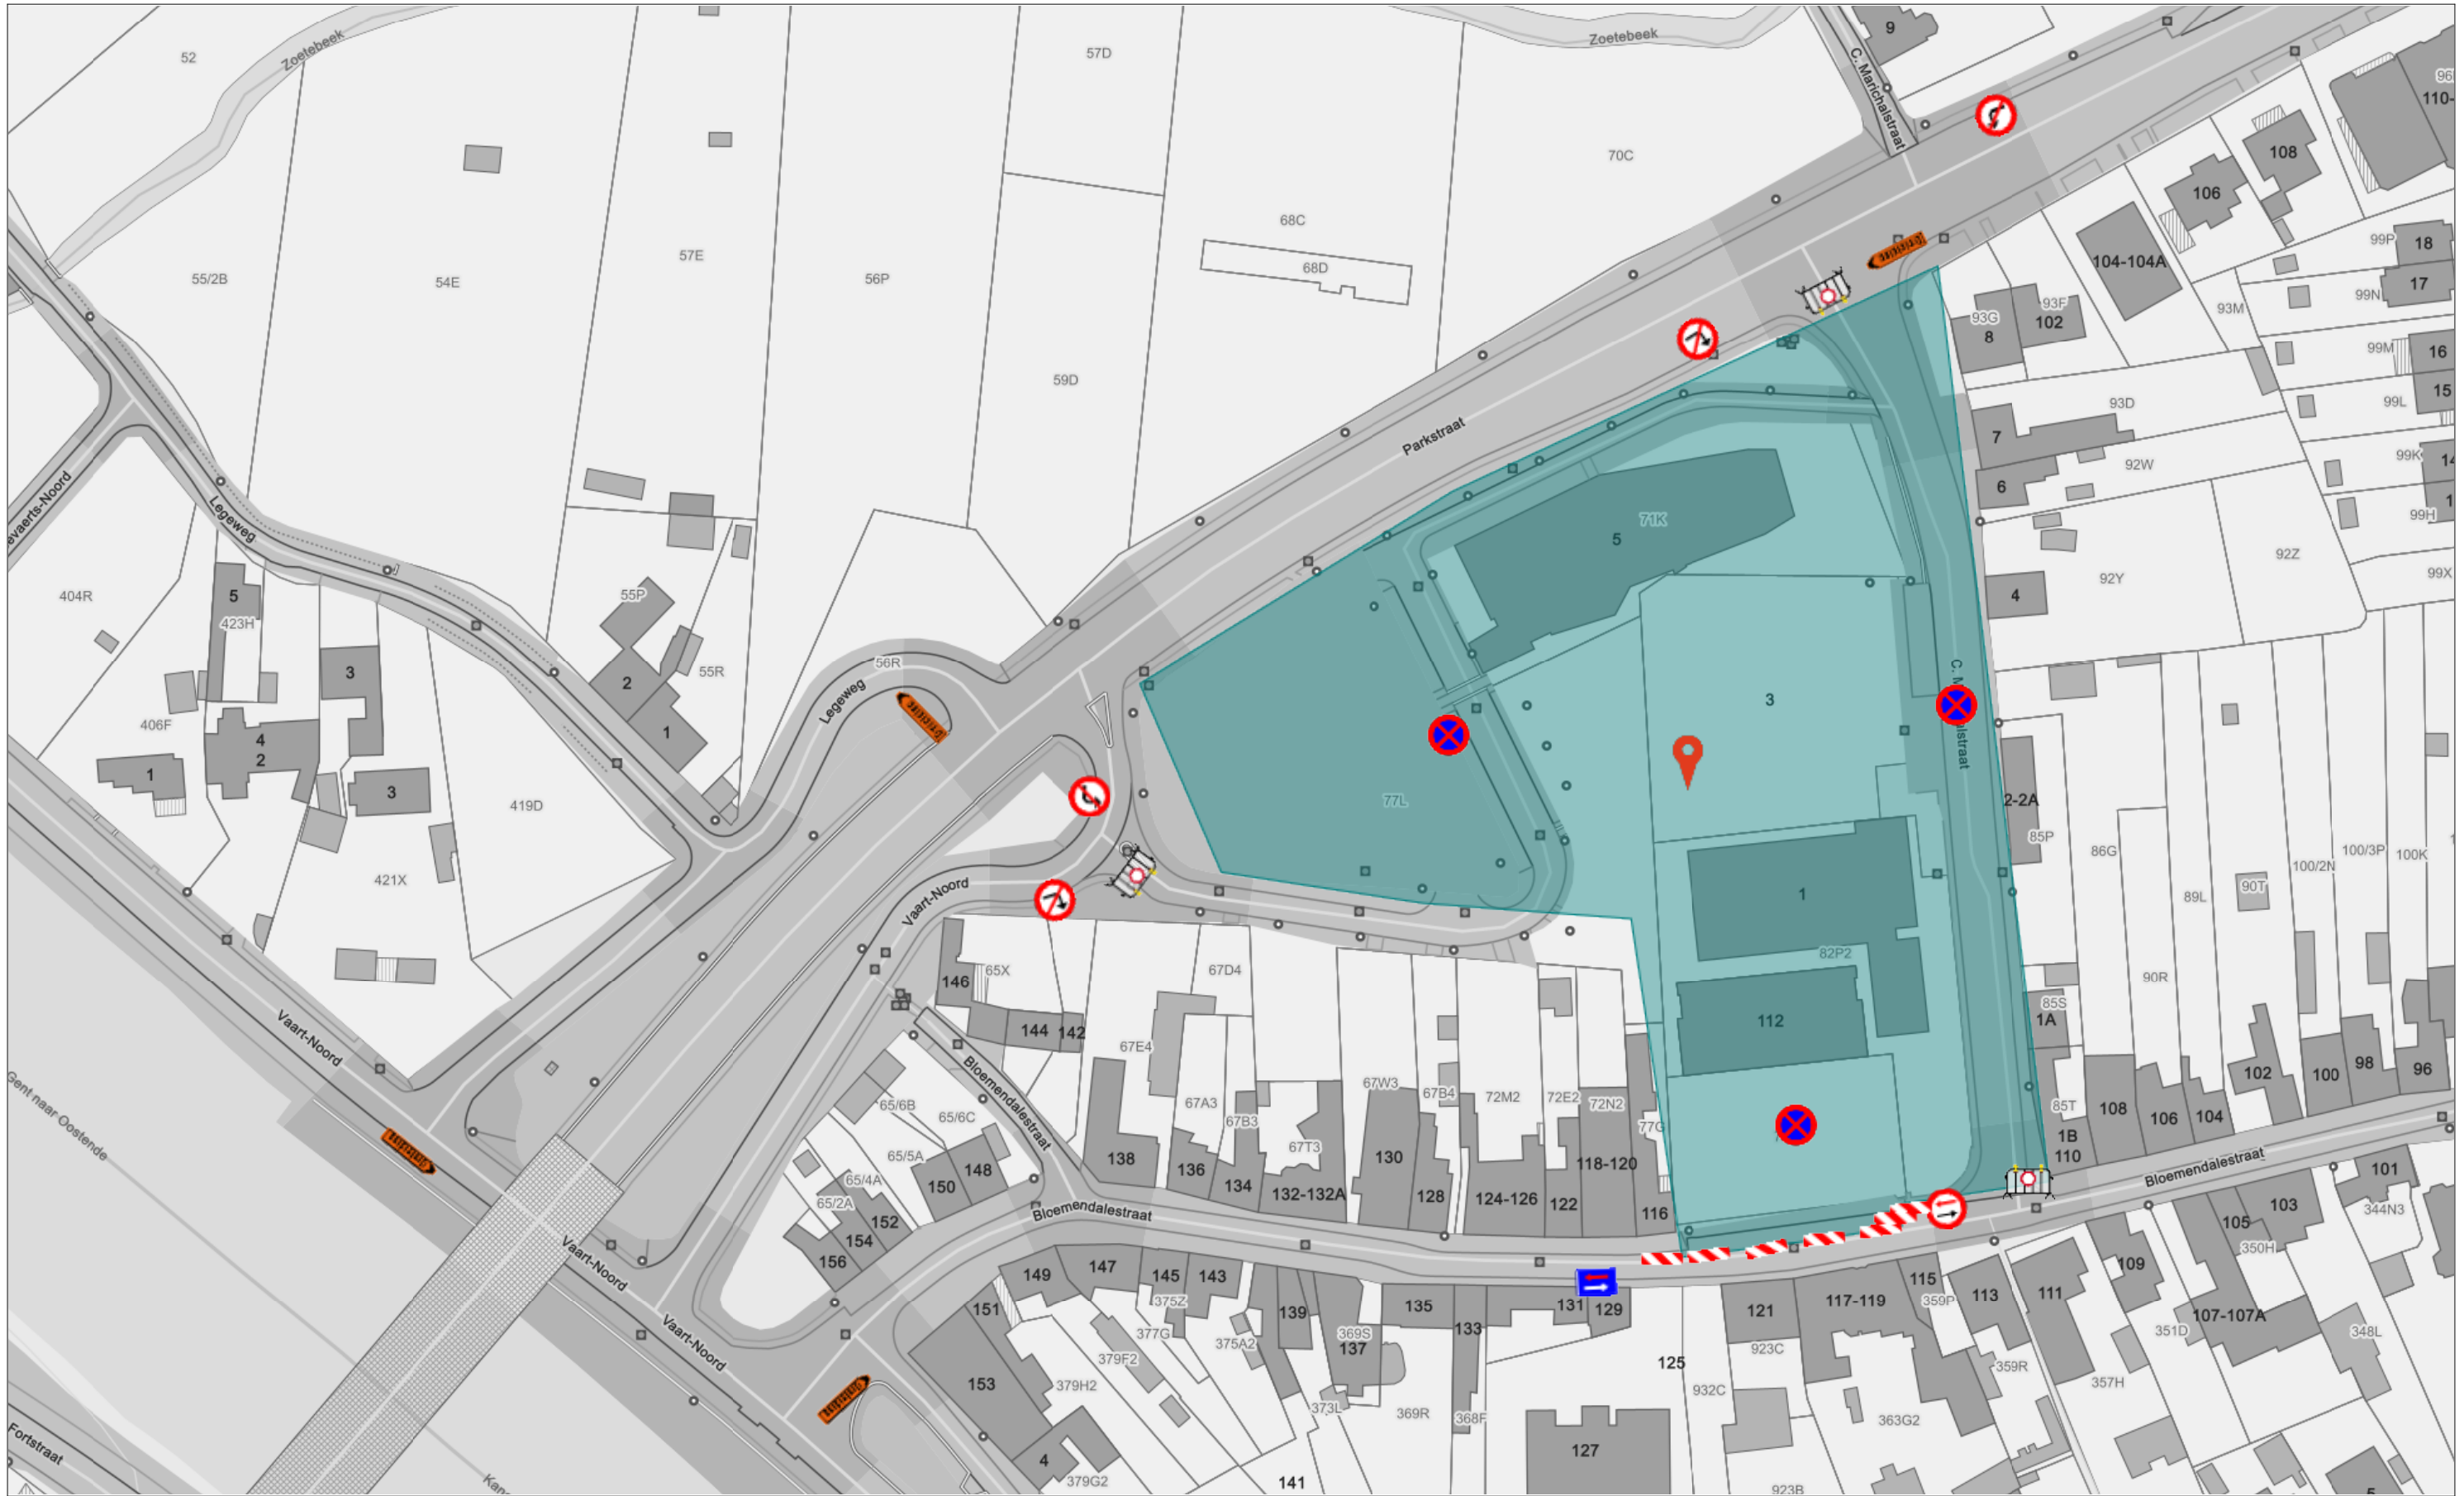 52
Zoetebeek
57D
Zoetebeek
9
C. Marichalstraat
110-
108
106
70C
68C
68D
57E
56P
55/2B
54E
59D
104-104A
99P
18
99N
17
93M
93G
8
93F
102
99M
16
15
99L
93D
7
92W
6
99K
99H
Parkstraat
71K
5
Legeweg
404R
5
423H
55P
92Z
92Y
4
99X
3
2
55R
56R
Legeweg
406F
4
2
1
3
1
3
419D
77L
2-2A
85P
86G
100/2N
100/3P
100K
421X
Vaart-Noord
1
89L
90T
82P2
90R
146
65X
67D4
112
85S
1A
144
142
67E4
Vaart-Noord
Bloemendalestraat
65/6B
65/6C
65/5A
148
150
65/4A
65/2A
152
154
156
138
67A3
136
67B3
134
67T3
132-132A
67W3
130
67B4
128
72M2
124-126
72E2
122
72N2
118-120
77G
116
85T
1B
110
108
106
104
102
100
98
96
Bloemendalestraat
Bloemendalestraat
101
344N3
103
105
350H
109
107-107A
351D
348L
111
357H
113
359R
115
359P
117-119
363G2
121
923C
932C
125
923B
129
131
127
133
368F
135
369S
137
369R
373L
139
141
143
145
375Z
375A2
147
377G
149
379F2
151
379H2
153
4
379G2
Vaart-Noord
Vaart-Noord
Gent naar Oostende
Fortstraat
5